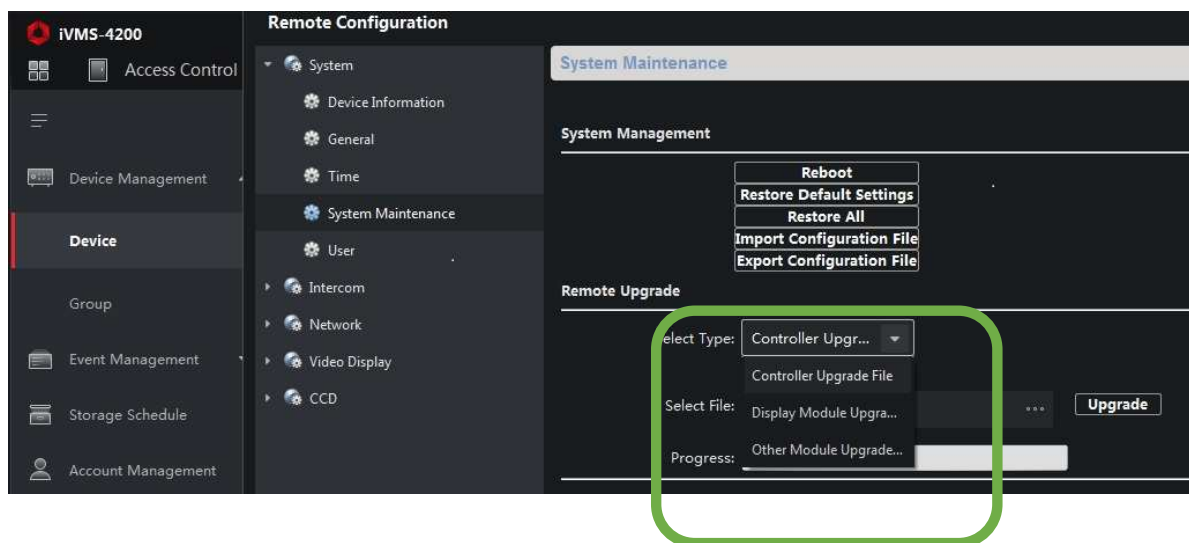 iVMS-4200
Access Control
Device Management
Device
Group
Event Management
Storage Schedule
Account Management
Remote Configuration
System
Device Information
General
Time
System Maintenance
User
Intercom
Network
Video Display
CCD
System Maintenance
System Management
Reboot
Restore Default Settings
Restore All
Import Configuration File
Export Configuration File
Remote Upgrade
elect Type: Controller Upgr...
Controller Upgrade File
Select File: ... Upgrade
Display Module Upgra...
Other Module Upgrade...
Progress: